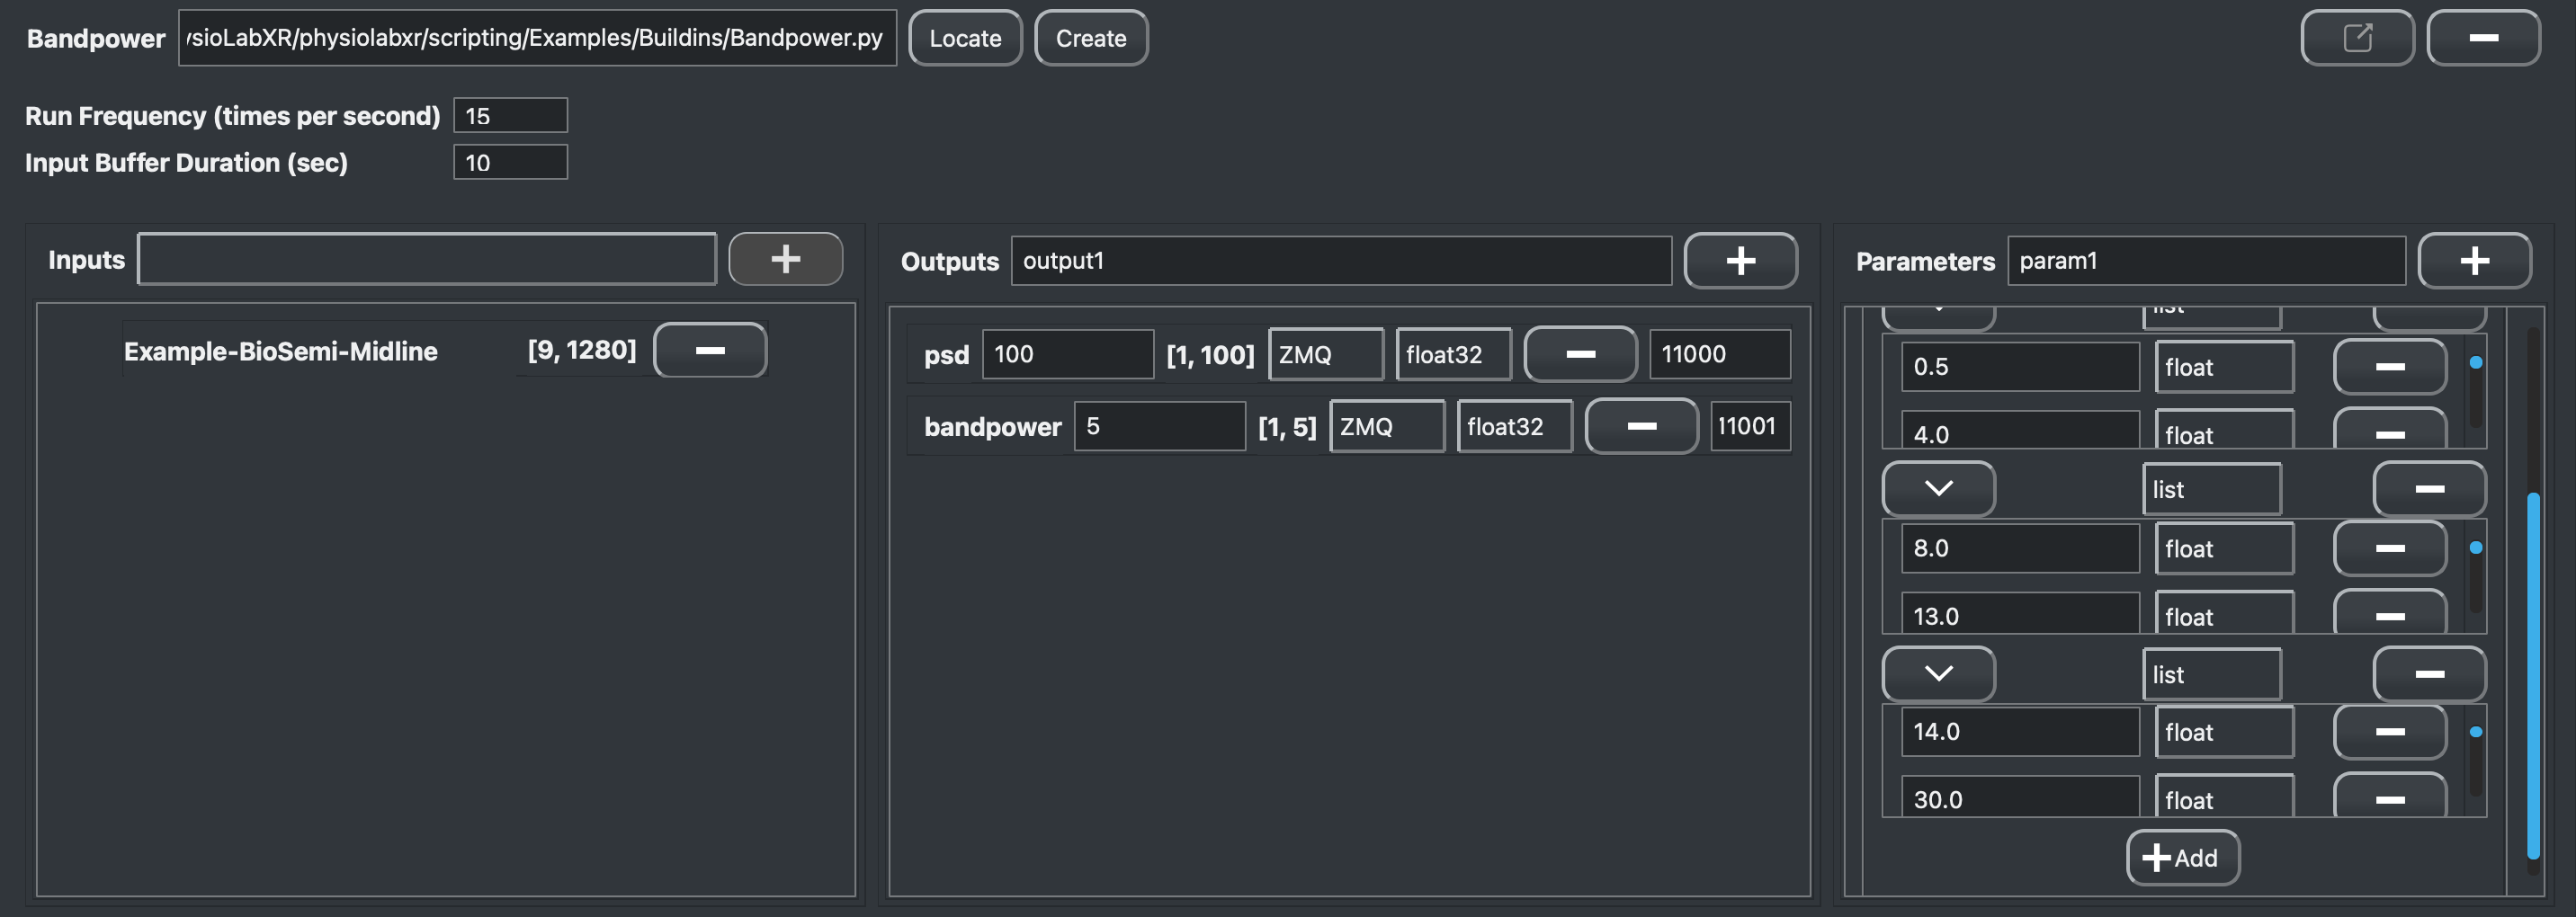 Bandpower ysioLabXR/physiolabxr/scripting/Examples/Buildins/Bandpower.py Locate Create
Run Frequency (times per second) 15
Input Buffer Duration (sec) 10
Inputs
Example-BioSemi-Midline [9, 1280]
Outputs output1
psd 100 [1, 100] ZMQ float32 11000
bandpower 5 [1, 5] ZMQ float32 11001
Parameters param1
list
0.5 float
4.0 float
list
8.0 float
13.0 float
list
14.0 float
30.0 float
Add